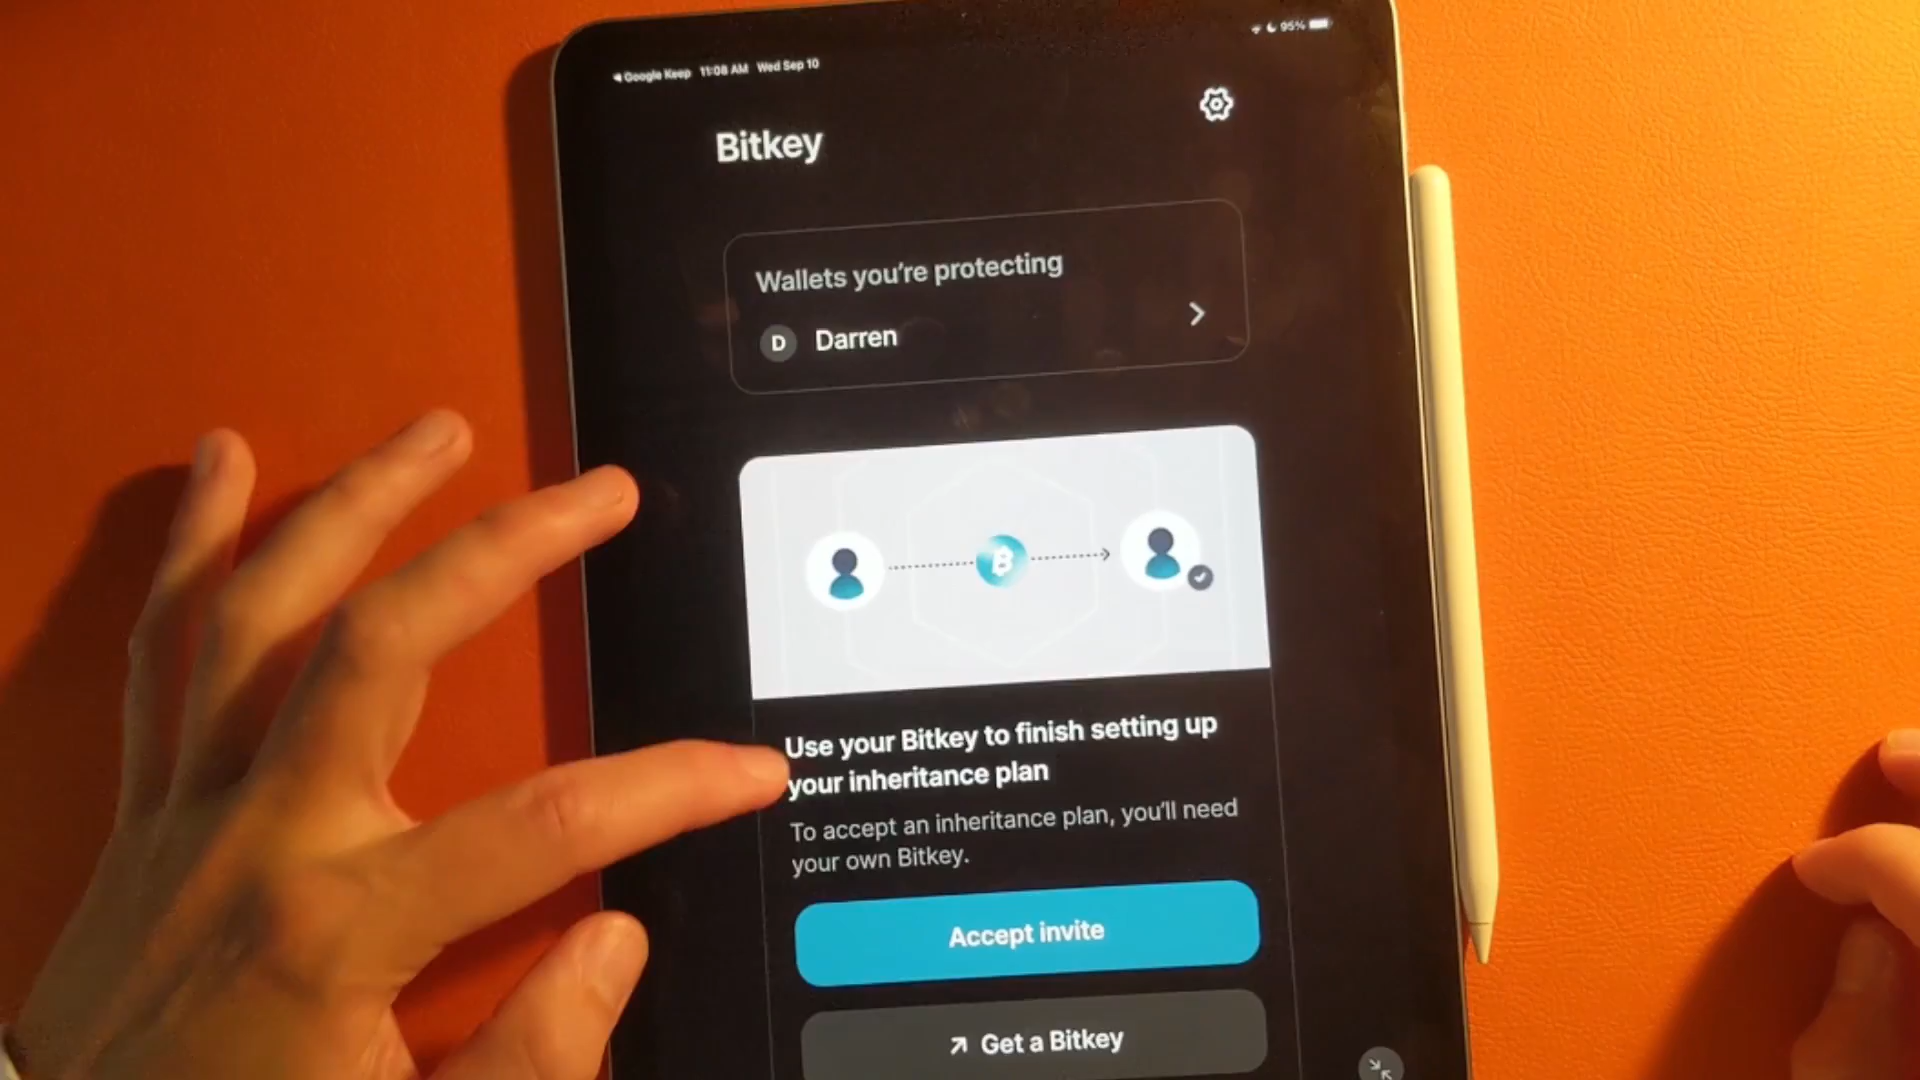 Google Keep 11:08 AM Wed Sep 10
95%
Bitkey
Wallets you're protecting
D Darren
Use your Bitkey to finish setting up
your inheritance plan
To accept an inheritance plan, you'll need
your own Bitkey.
Accept invite
Get a Bitkey